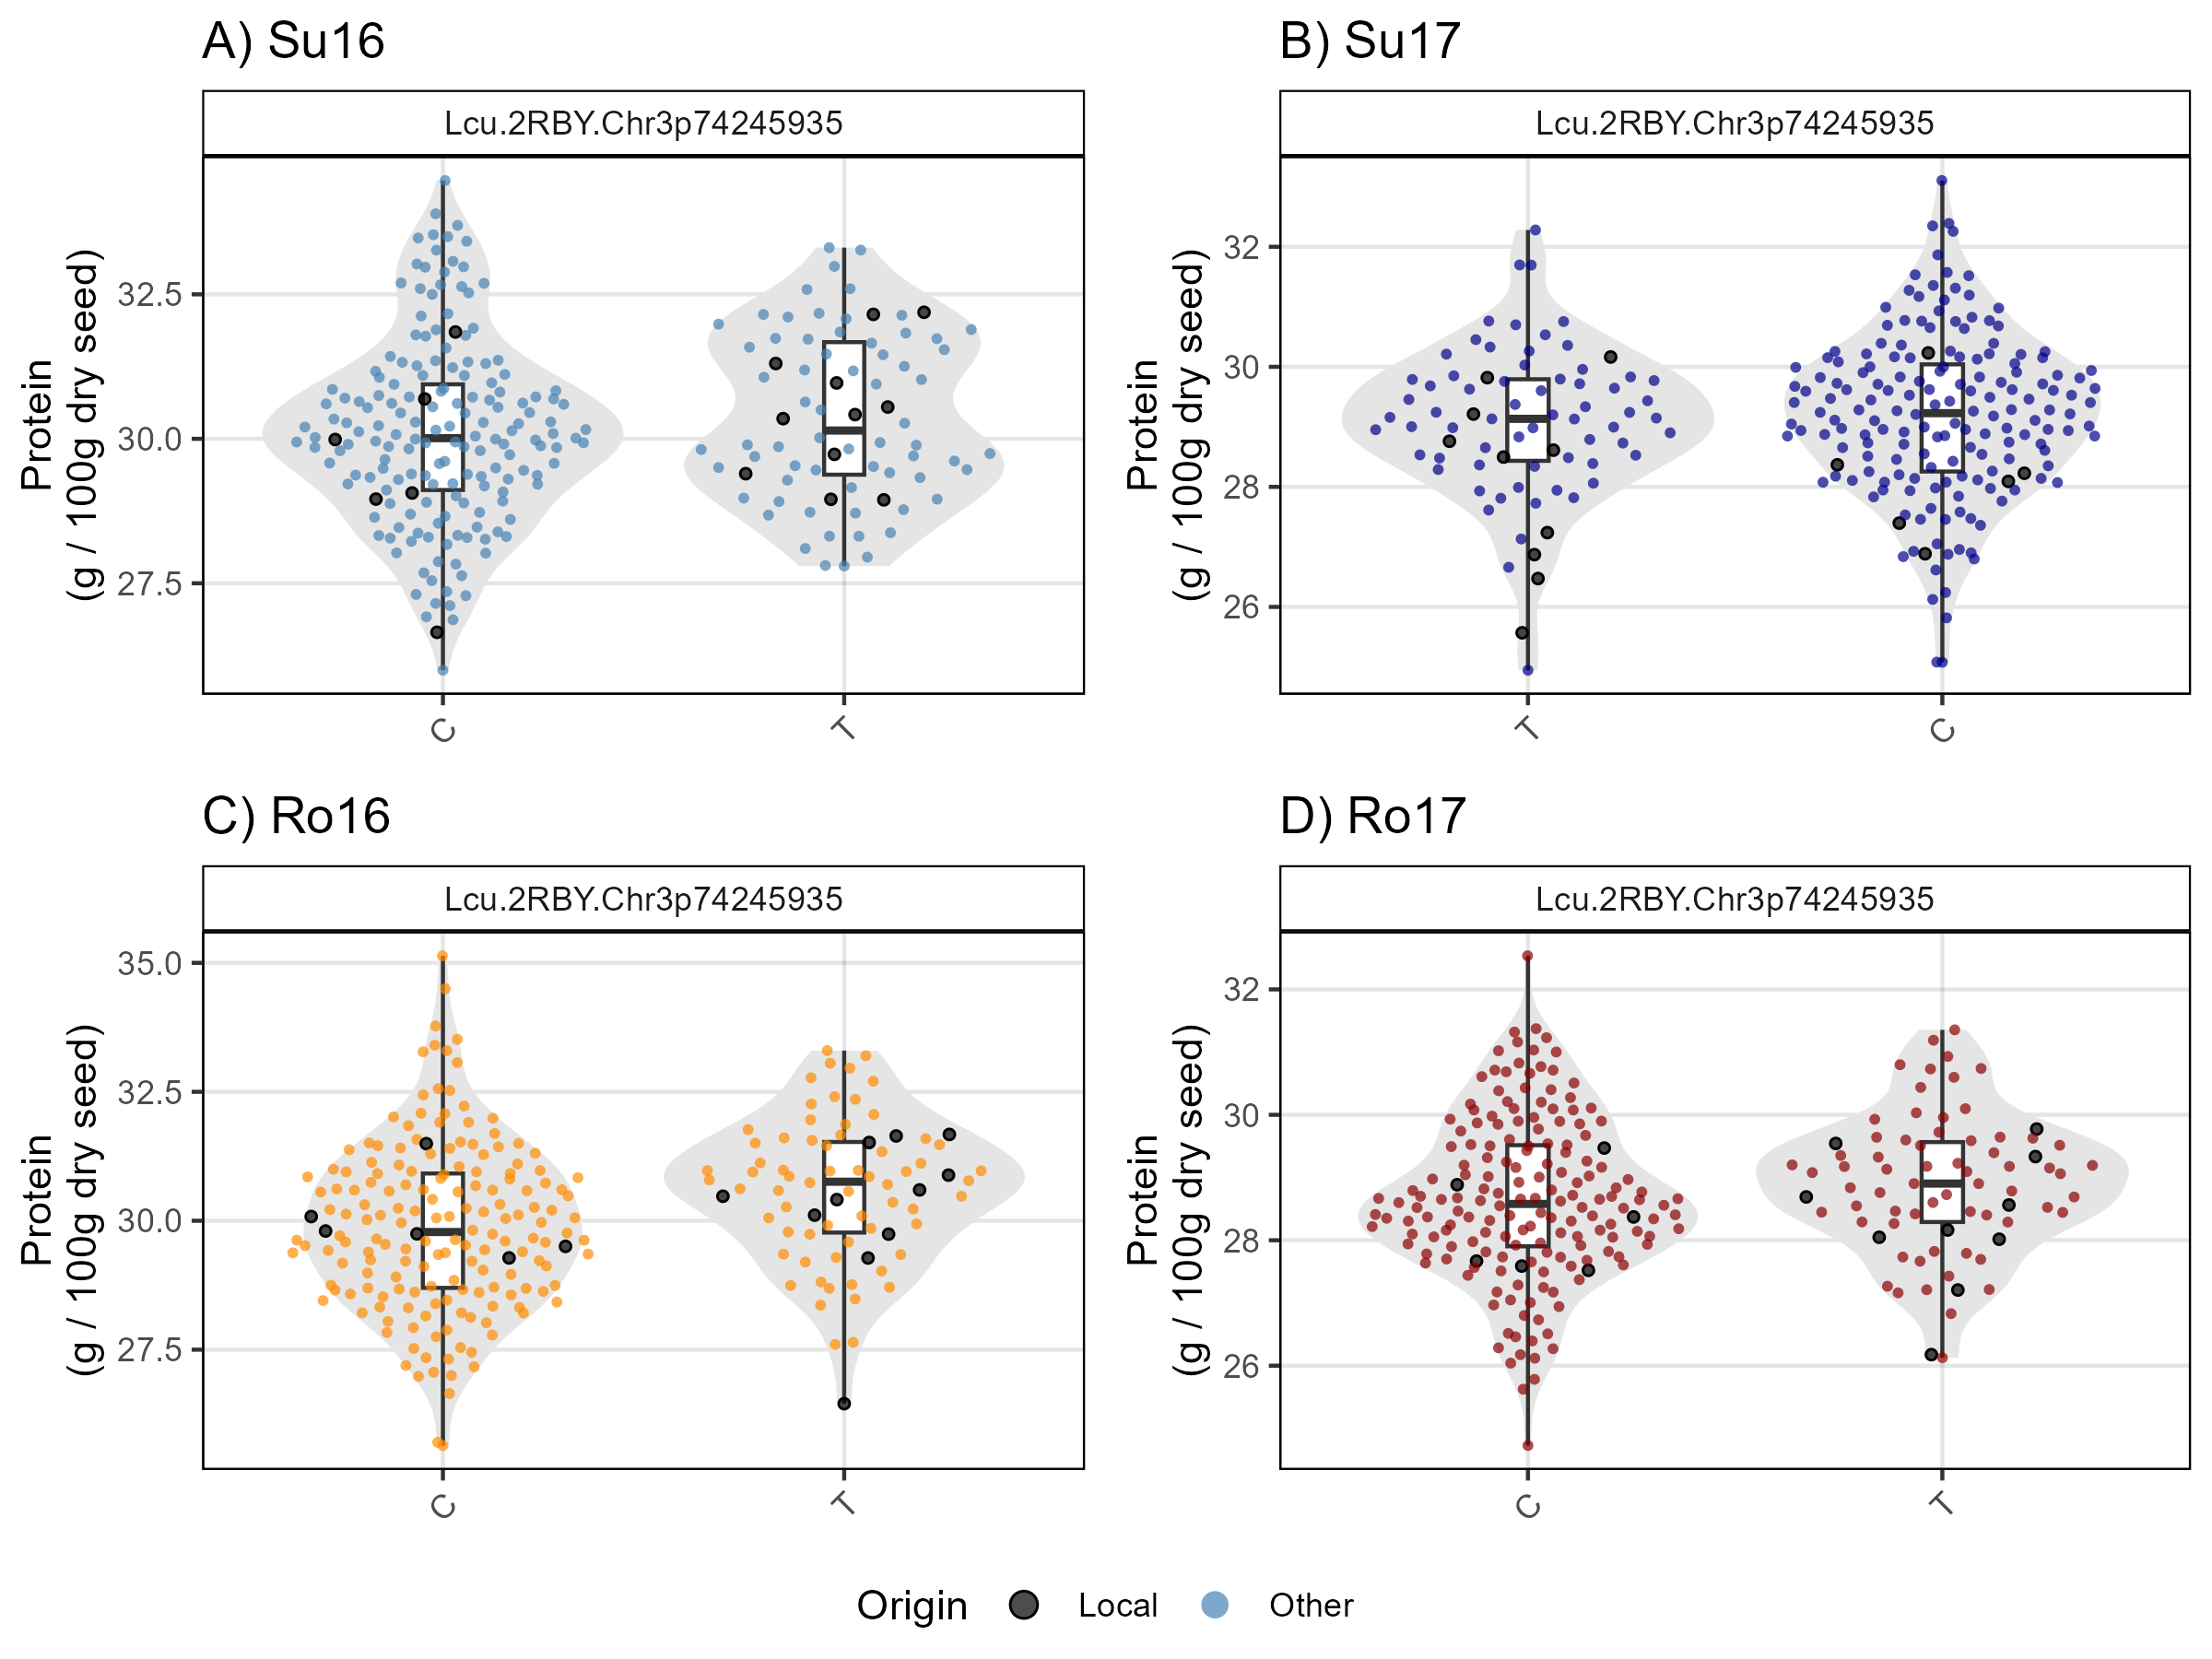 A) Su16
Lcu.2RBY.Chr3p74245935
Protein
(g / 100g dry seed)
32.5
30.0
27.5
C
T
B) Su17
Lcu.2RBY.Chr3p74245935
Protein
(g / 100g dry seed)
32
30
28
26
T
C
C) Ro16
Lcu.2RBY.Chr3p74245935
Protein
(g / 100g dry seed)
35.0
32.5
30.0
27.5
C
T
D) Ro17
Lcu.2RBY.Chr3p74245935
Protein
(g / 100g dry seed)
32
30
28
26
C
T
Origin Local Other